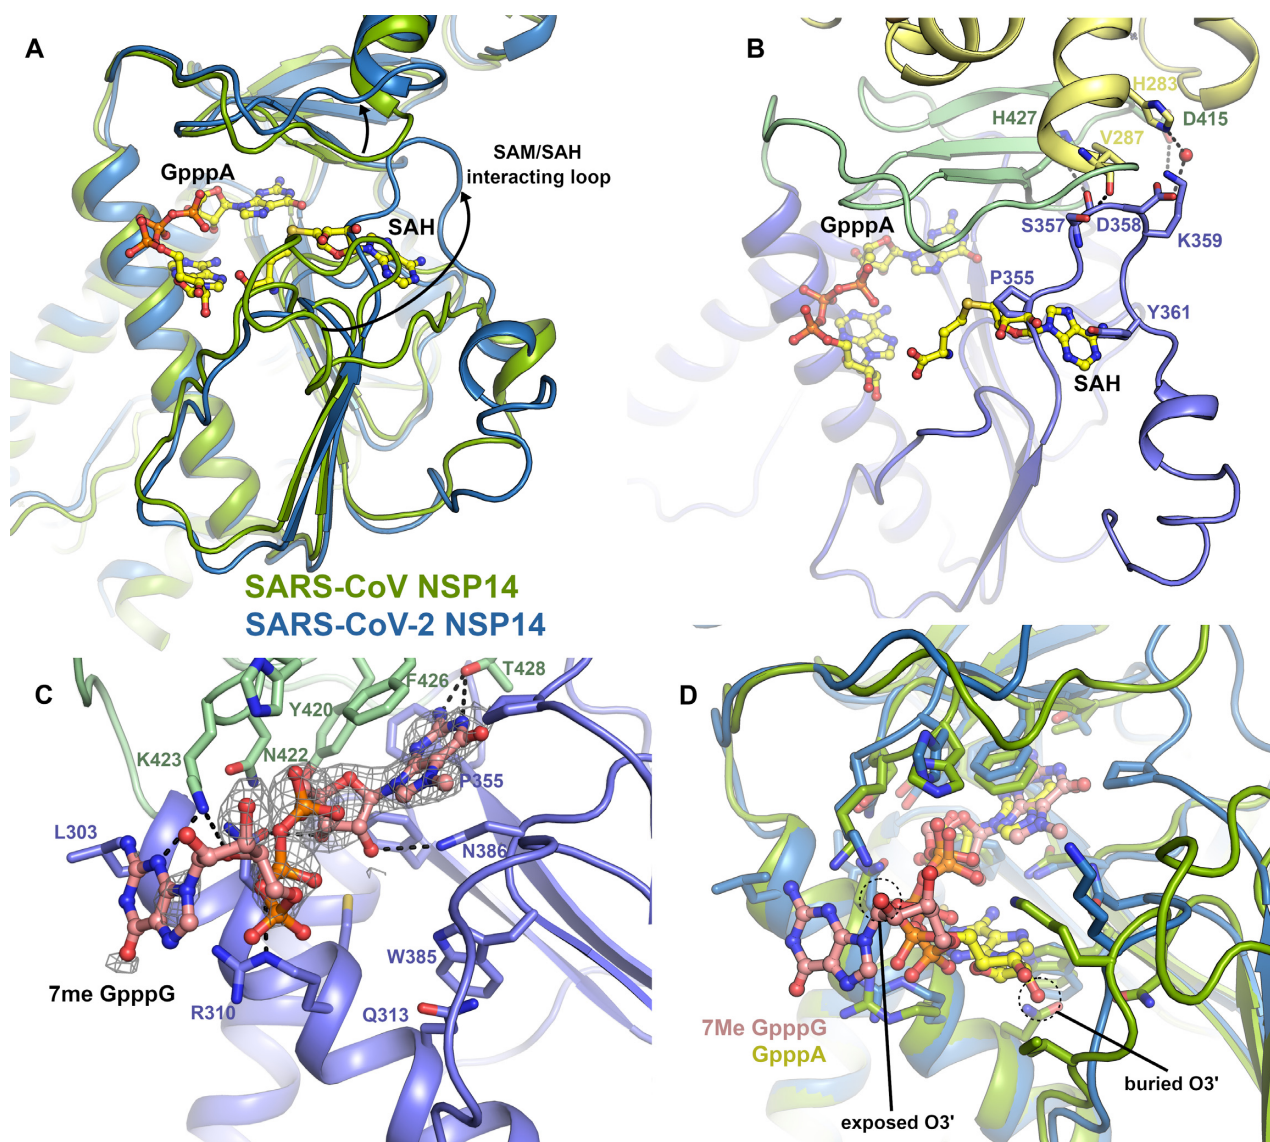 A
GpppA
SAM/SAH
interacting loop
SAH
SARS-CoV NSP14
SARS-CoV-2 NSP14
B
H283
H427
D415
V287
GpppA
S357
D358
K359
P355
Y361
SAH
C
T428
F426
Y420
N422
K423
P355
L303
N386
W385
7me GpppG
R310
Q313
D
7Me GpppG
GpppA
buried O3'
exposed O3'